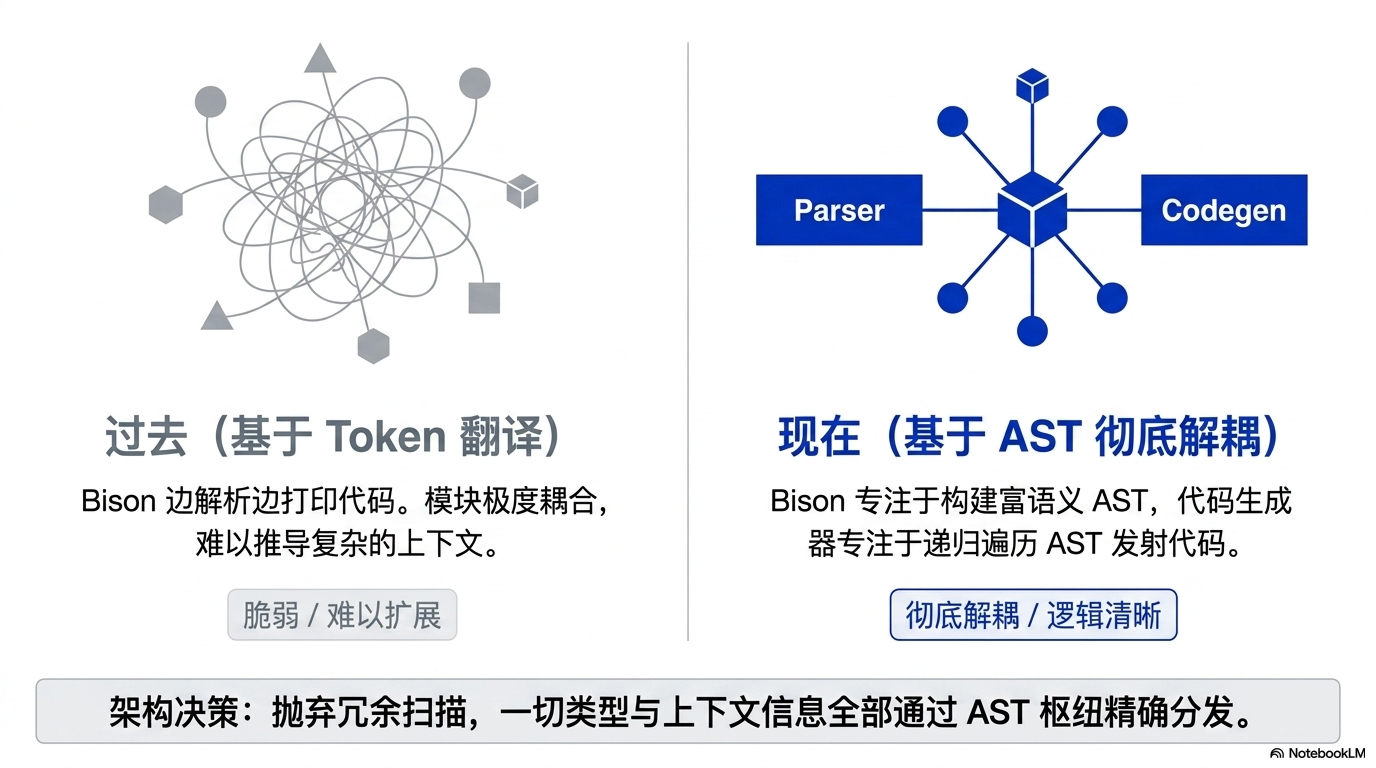 Parser
Codegen
过去（基于 Token 翻译）
Bison 边解析边打印代码。模块极度耦合，
难以推导复杂的上下文。
脆弱 / 难以扩展
现在（基于 AST 彻底解耦）
Bison 专注于构建富语义 AST，代码生成
器专注于递归遍历 AST 发射代码。
彻底解耦 / 逻辑清晰
架构决策：抛弃冗余扫描，一切类型与上下文信息全部通过 AST 枢纽精确分发。
NotebookLM